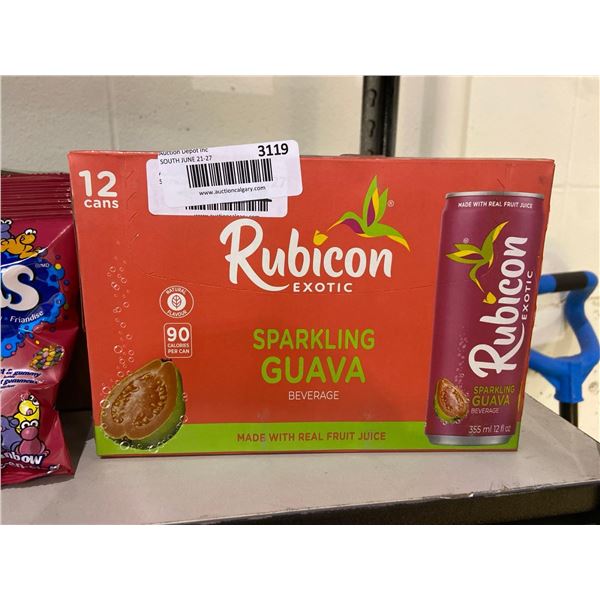 Auction Depot Inc
SOUTH JUNE 21-27
3119
www.auctioncalgary.com
12
cans
Rubicon
EXOTIC
NATURAL
FLAVOUR
90
CALORIES
PER CAN
SPARKLING
GUAVA
BEVERAGE
MADE WITH REAL FRUIT JUICE
MADE WITH REAL FRUIT JUICE
Rubicon
EXOTIC
SPARKLING
GUAVA
BEVERAGE
355 ml 12 fl oz
S
Friandise